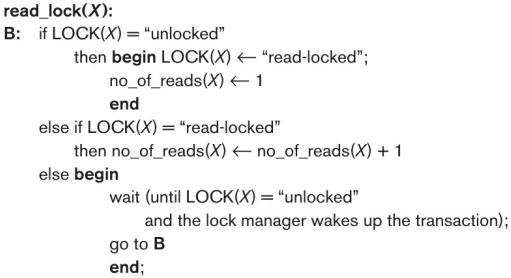 read_lock(X):
B: if LOCK(X) = “unlocked”
then begin LOCK(X) ← “read-locked”;
no_of_reads(X) ← 1
end
else if LOCK(X) = “read-locked”
then no_of_reads(X) ← no_of_reads(X) + 1
else begin
wait (until LOCK(X) = “unlocked”
and the lock manager wakes up the transaction);
go to B
end;